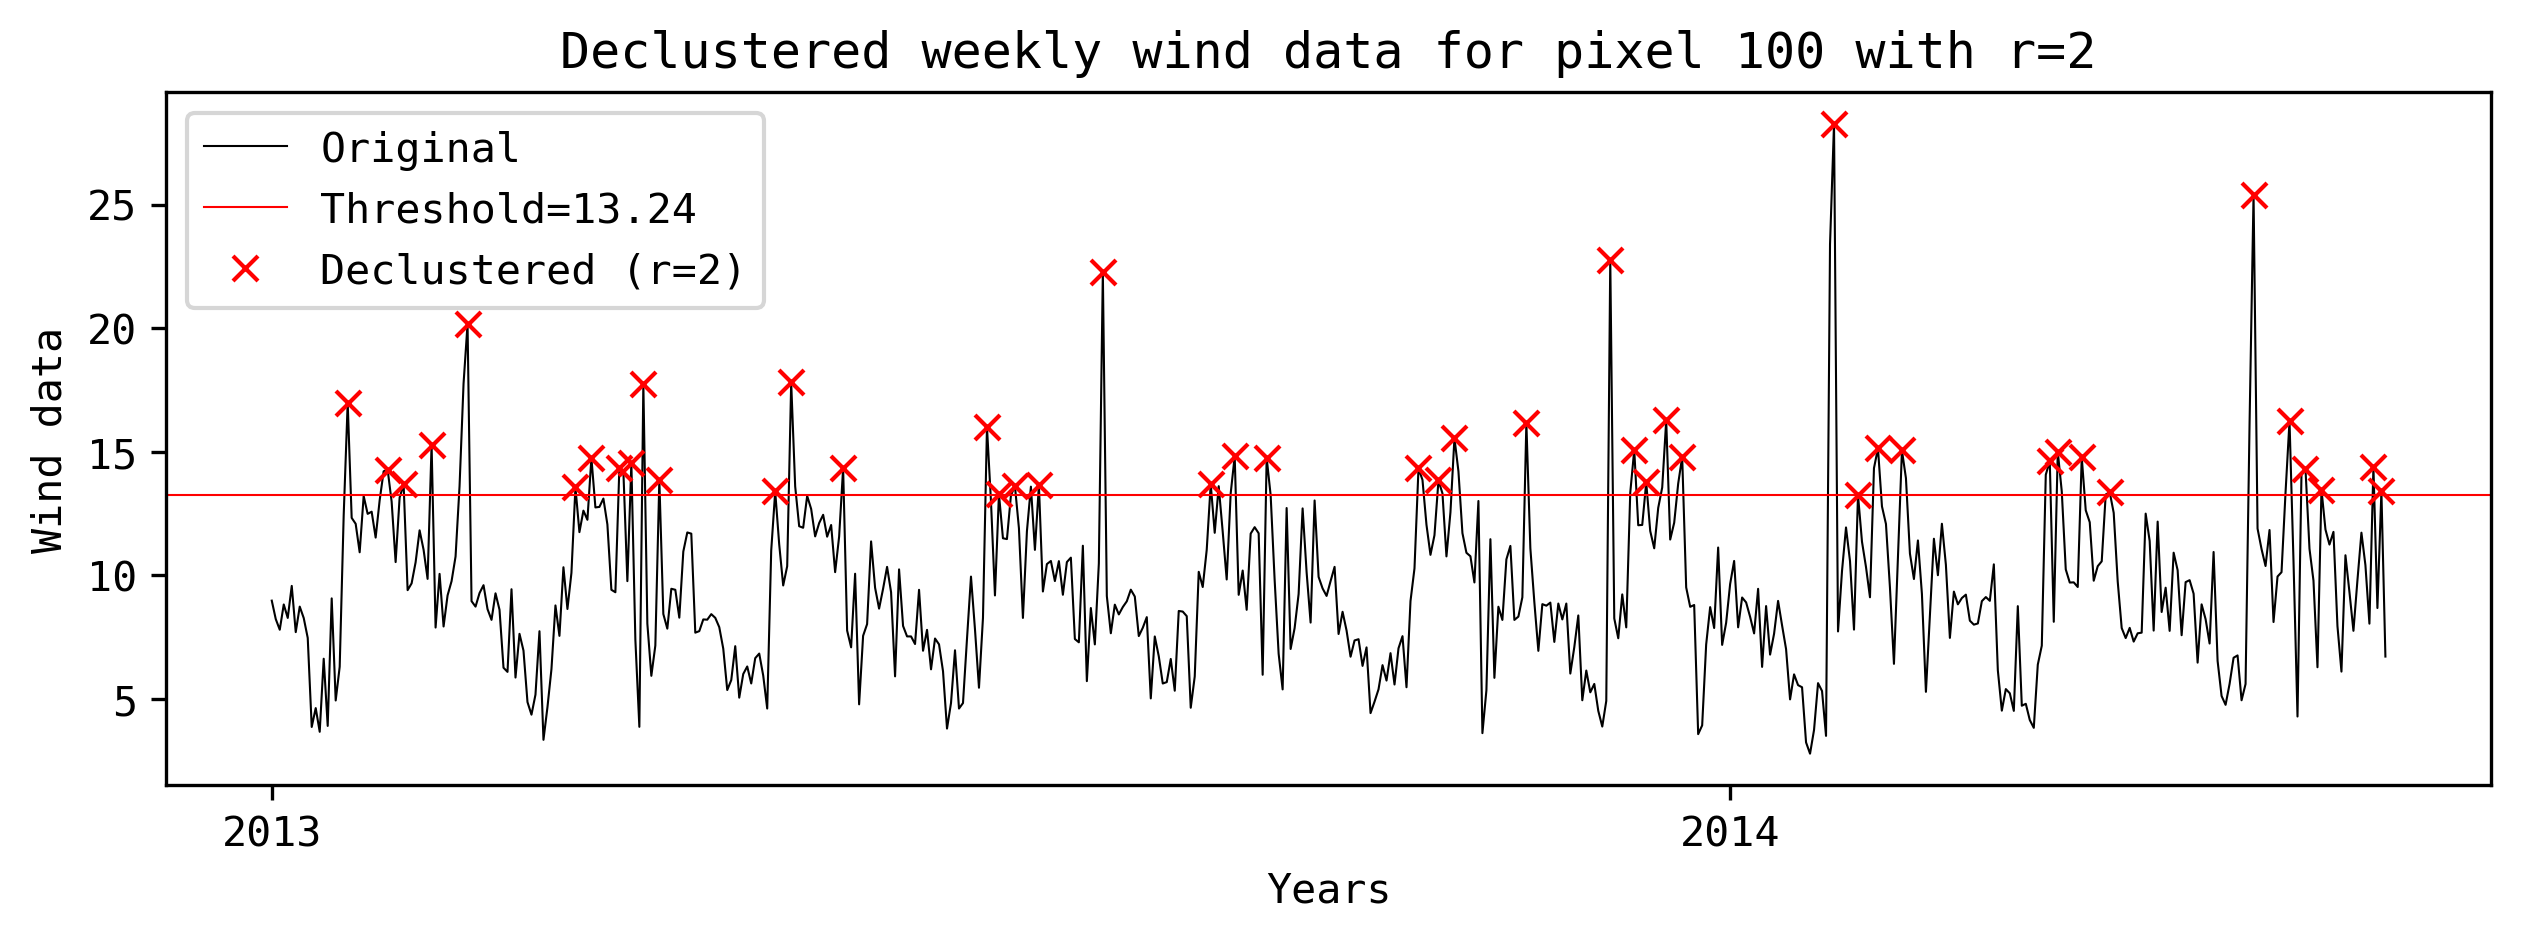 Declustered weekly wind data for pixel 100 with r=2
Original
Threshold=13.24
Declustered (r=2)
Wind data
25
20
15
10
5
2013
2014
Years